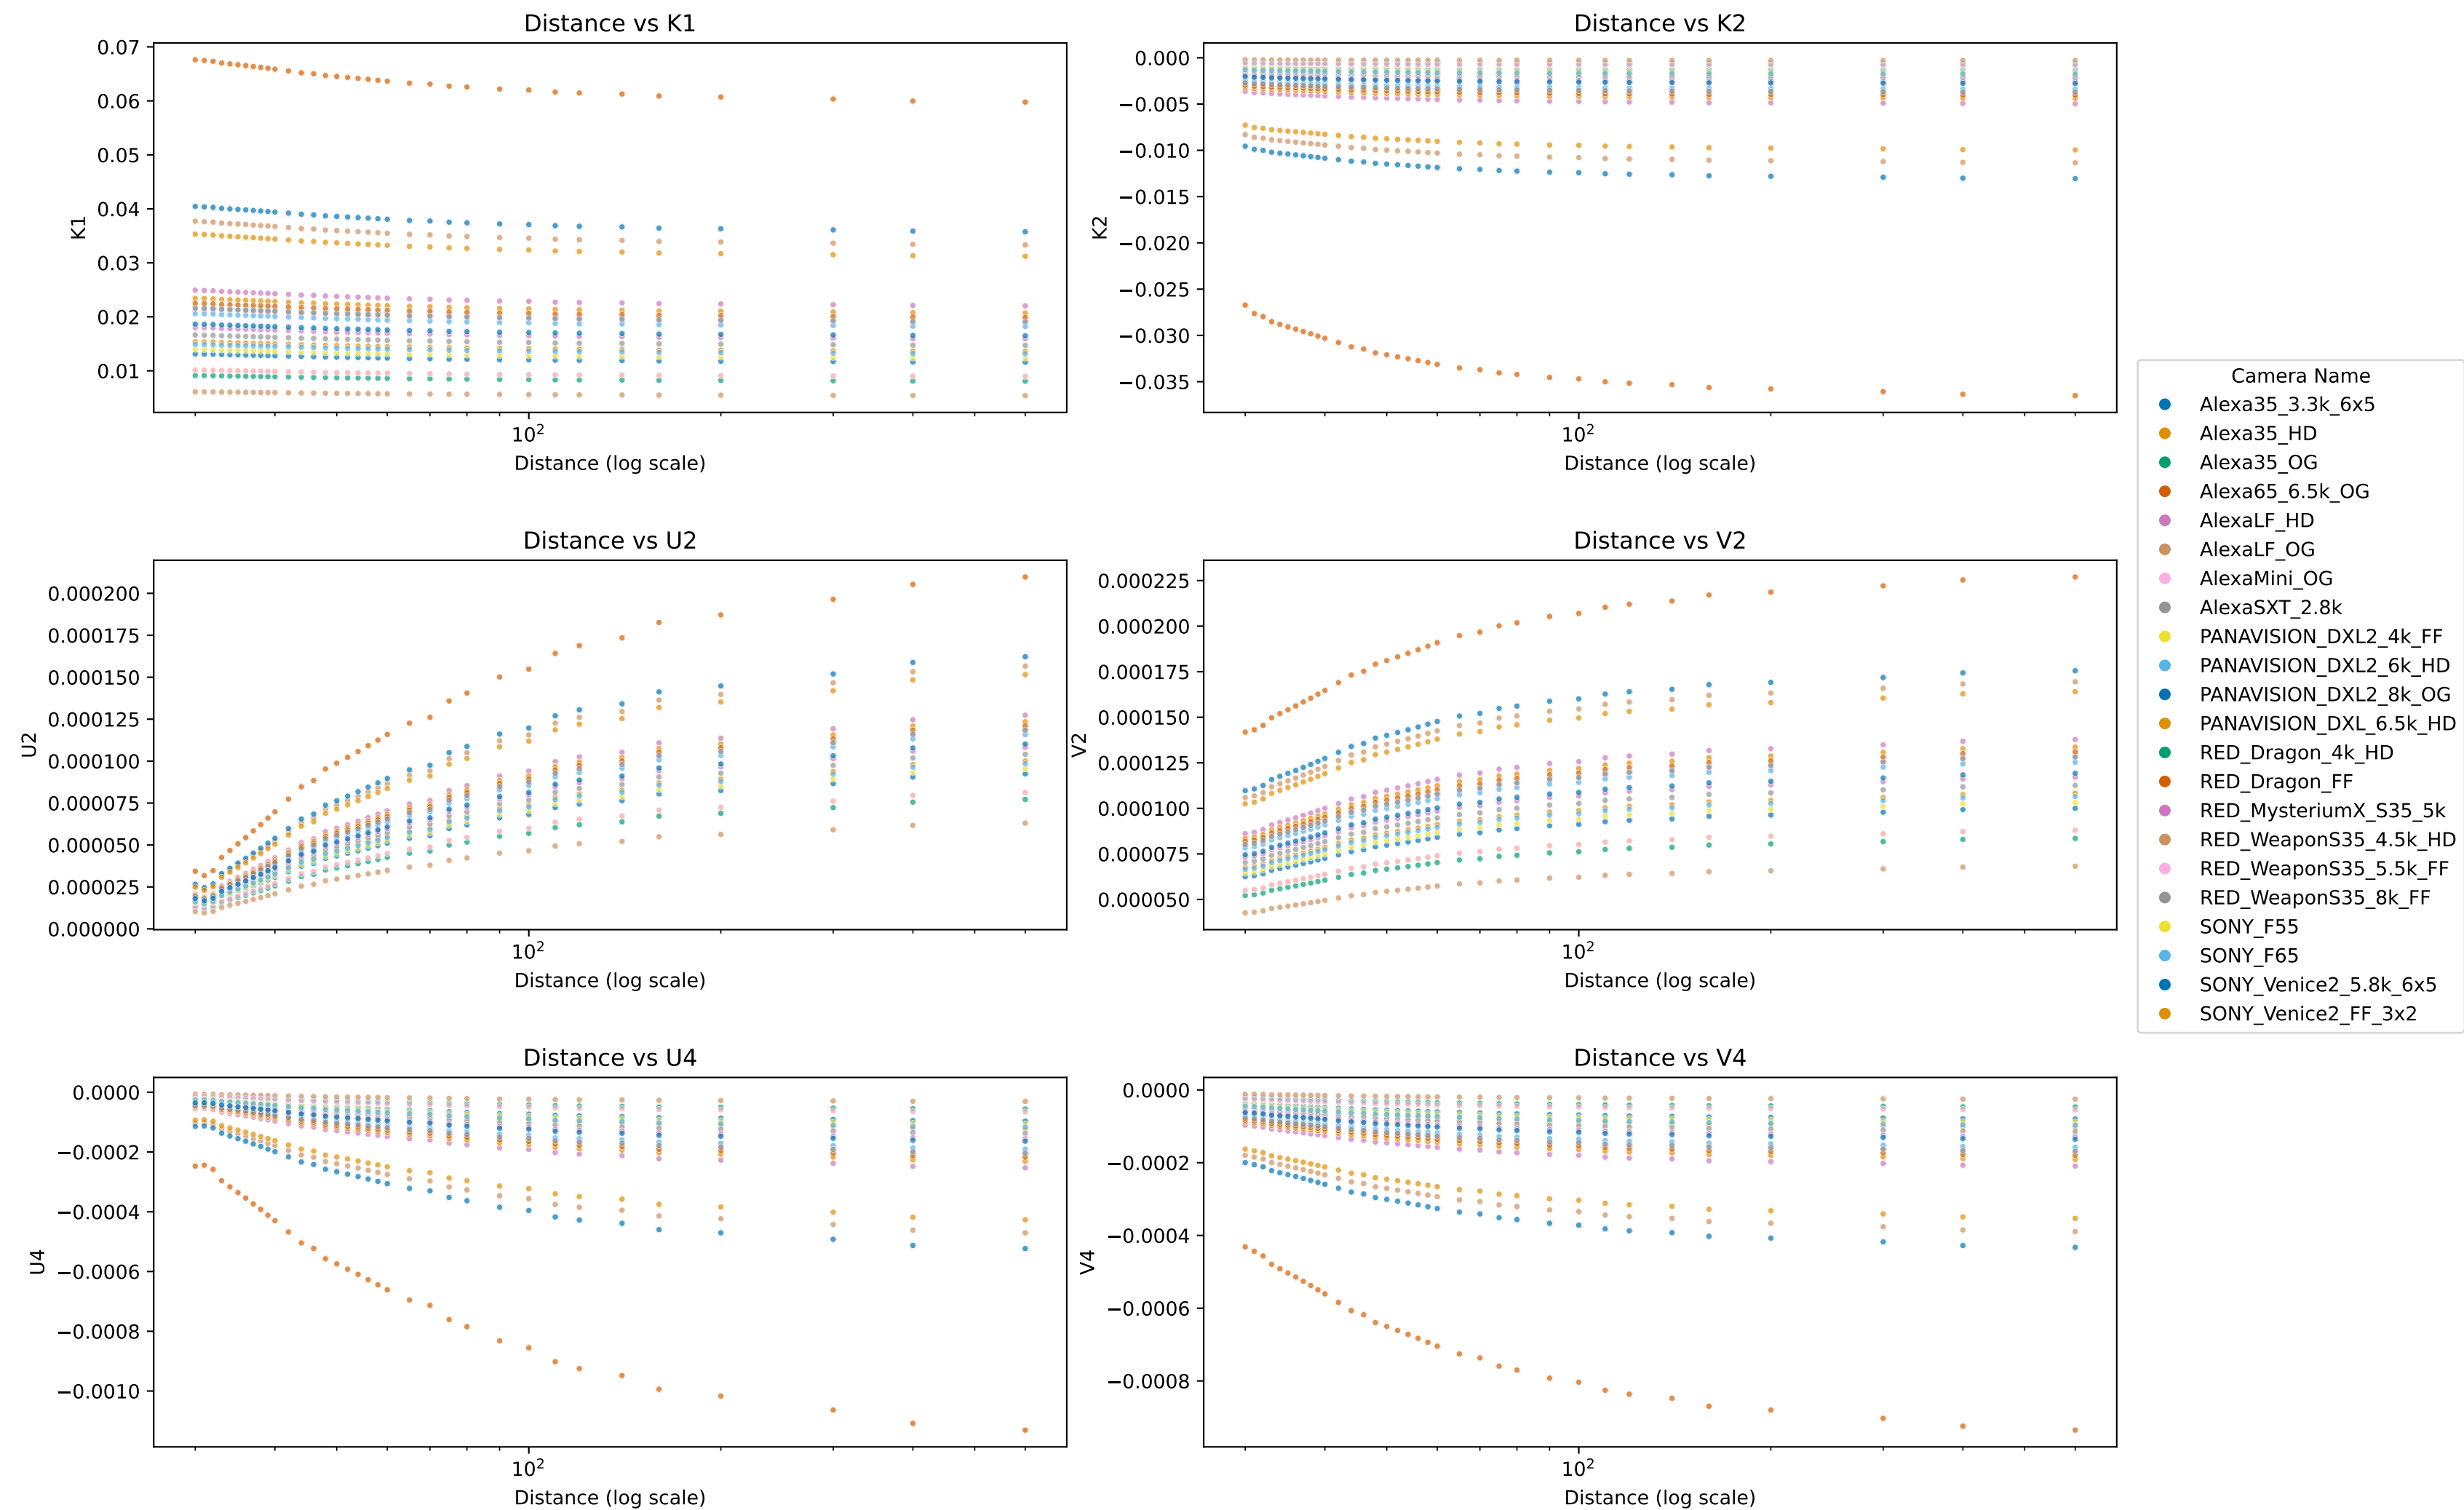 Distance vs K1
0.07
0.06
0.05
0.04
0.03
0.02
0.01
K1
10²
Distance (log scale)
Distance vs K2
0.000
−0.005
−0.010
−0.015
−0.020
−0.025
−0.030
−0.035
K2
10²
Distance (log scale)
Distance vs U2
0.000200
0.000175
0.000150
0.000125
0.000100
0.000075
0.000050
0.000025
0.000000
U2
10²
Distance (log scale)
Distance vs V2
0.000225
0.000200
0.000175
0.000150
0.000125
0.000100
0.000075
0.000050
V2
10²
Distance (log scale)
Distance vs U4
0.0000
−0.0002
−0.0004
−0.0006
−0.0008
−0.0010
U4
10²
Distance (log scale)
Distance vs V4
0.0000
−0.0002
−0.0004
−0.0006
−0.0008
V4
10²
Distance (log scale)
Camera Name
Alexa35_3.3k_6x5
Alexa35_HD
Alexa35_OG
Alexa65_6.5k_OG
AlexaLF_HD
AlexaLF_OG
AlexaMini_OG
AlexaSXT_2.8k
PANAVISION_DXL2_4k_FF
PANAVISION_DXL2_6k_HD
PANAVISION_DXL2_8k_OG
PANAVISION_DXL_6.5k_HD
RED_Dragon_4k_HD
RED_Dragon_FF
RED_MysteriumX_S35_5k
RED_WeaponS35_4.5k_HD
RED_WeaponS35_5.5k_FF
RED_WeaponS35_8k_FF
SONY_F55
SONY_F65
SONY_Venice2_5.8k_6x5
SONY_Venice2_FF_3x2